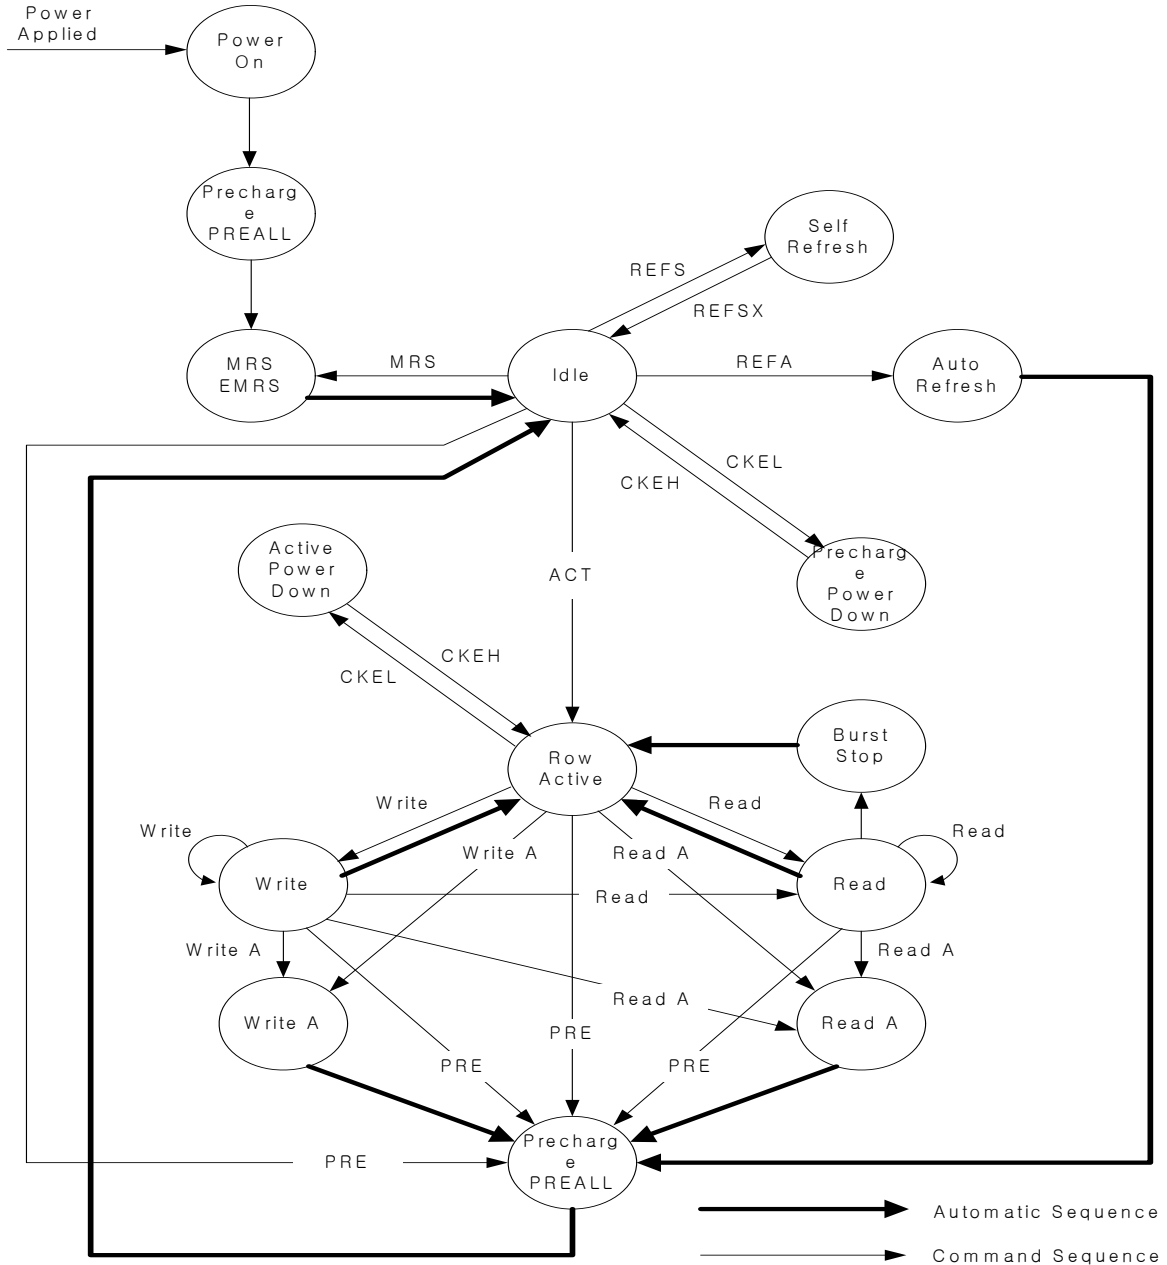 Power
Applied
Power
On
Precharg
e
PREALL
Self
Refresh
REFS
REFSX
MRS
EMRS
MRS
Idle
REFA
Auto
Refresh
CKEL
CKEH
Active
Power
Down
ACT
Precharg
e
Power
Down
CKEH
CKEL
Burst
Stop
Row
Active
Write
Read
Write
Write A
Read A
Read
Write
Read
Read
Write A
Read A
Write A
Read A
Read A
PRE
PRE
PRE
Precharg
e
PREALL
PRE
Automatic Sequence
Command Sequence